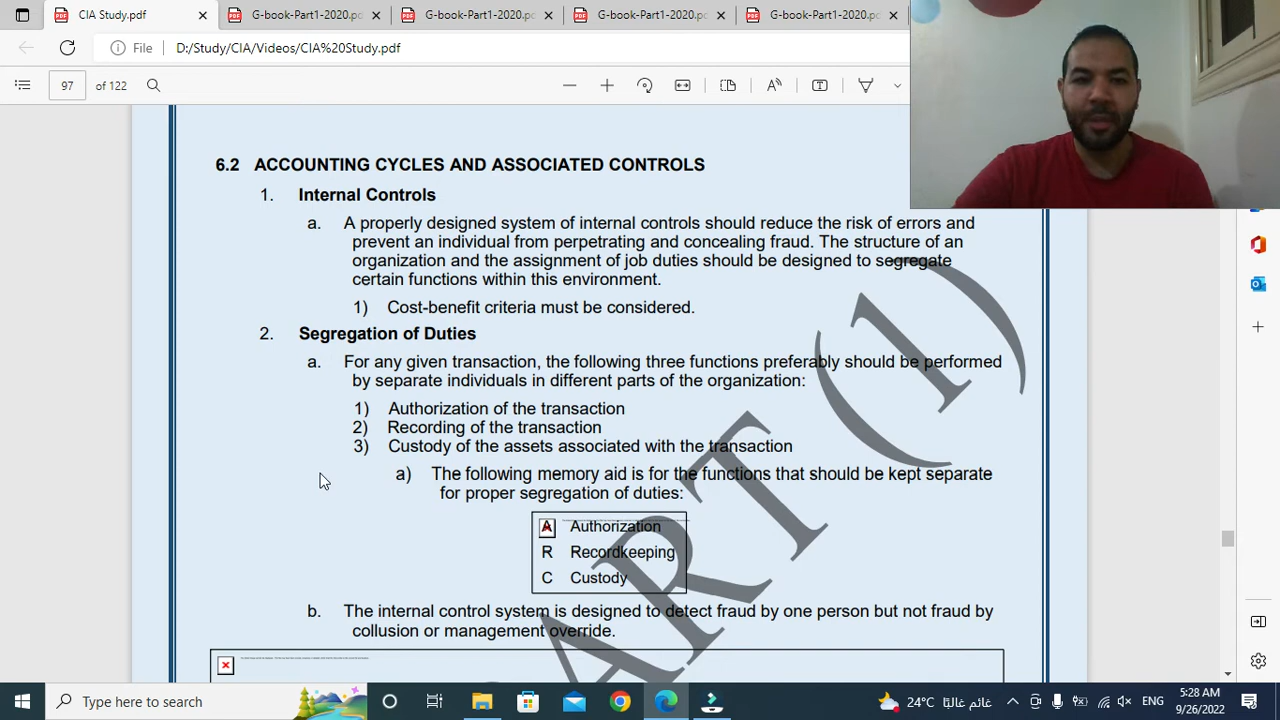 CIA Study.pdf
G-book-Part1-2020.pdf
G-book-Part1-2020.pdf
G-book-Part1-2020.pdf
G-book-Part1-2020.pdf
File D:/Study/CIA/Videos/CIA%20Study.pdf
97 of 122
6.2 ACCOUNTING CYCLES AND ASSOCIATED CONTROLS
1. Internal Controls
a. A properly designed system of internal controls should reduce the risk of errors and
prevent an individual from perpetrating and concealing fraud. The structure of an
organization and the assignment of job duties should be designed to segregate
certain functions within this environment.
1) Cost-benefit criteria must be considered.
2. Segregation of Duties
a. For any given transaction, the following three functions preferably should be performed
by separate individuals in different parts of the organization:
1) Authorization of the transaction
2) Recording of the transaction
3) Custody of the assets associated with the transaction
a) The following memory aid is for the functions that should be kept separate
for proper segregation of duties:
A Authorization
R Recordkeeping
C Custody
b. The internal control system is designed to detect fraud by one person but not fraud by
collusion or management override.
ART (1)
Type here to search
24°C غائم غالبًا
ENG
5:28 AM
9/26/2022